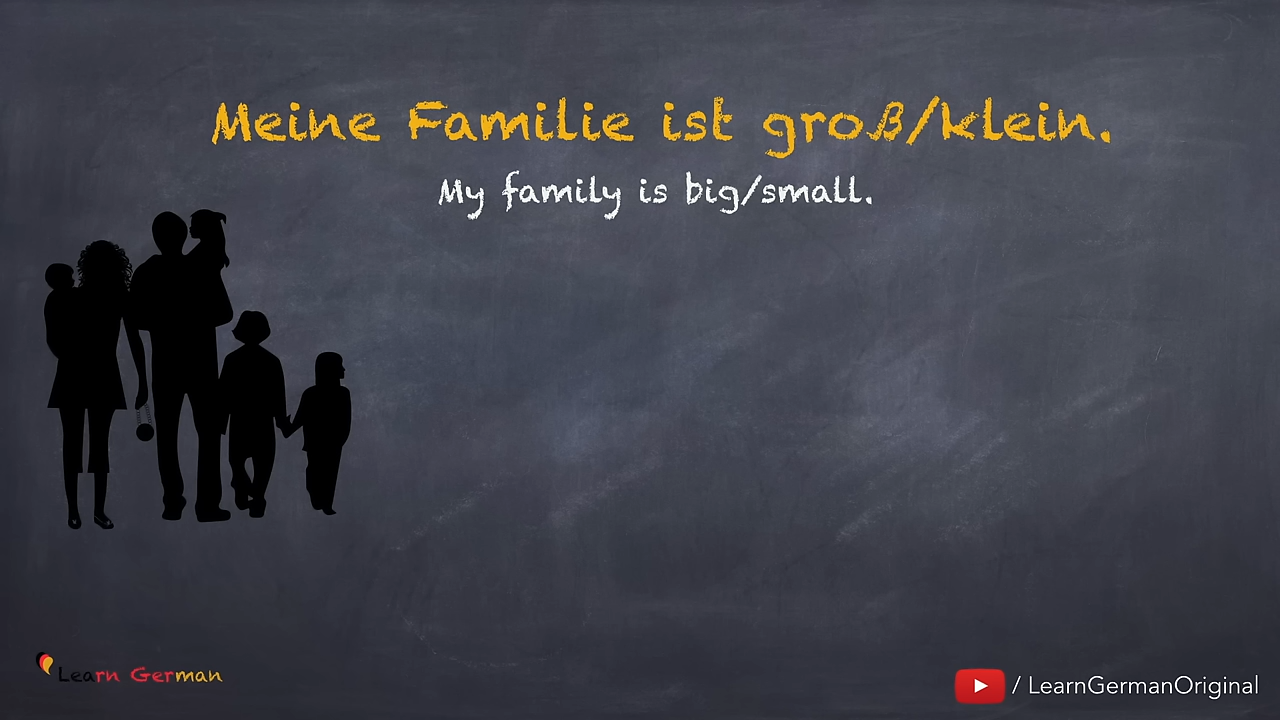 Meine Familie ist groß/klein.
My family is big/small.
Learn German
/ LearnGermanOriginal